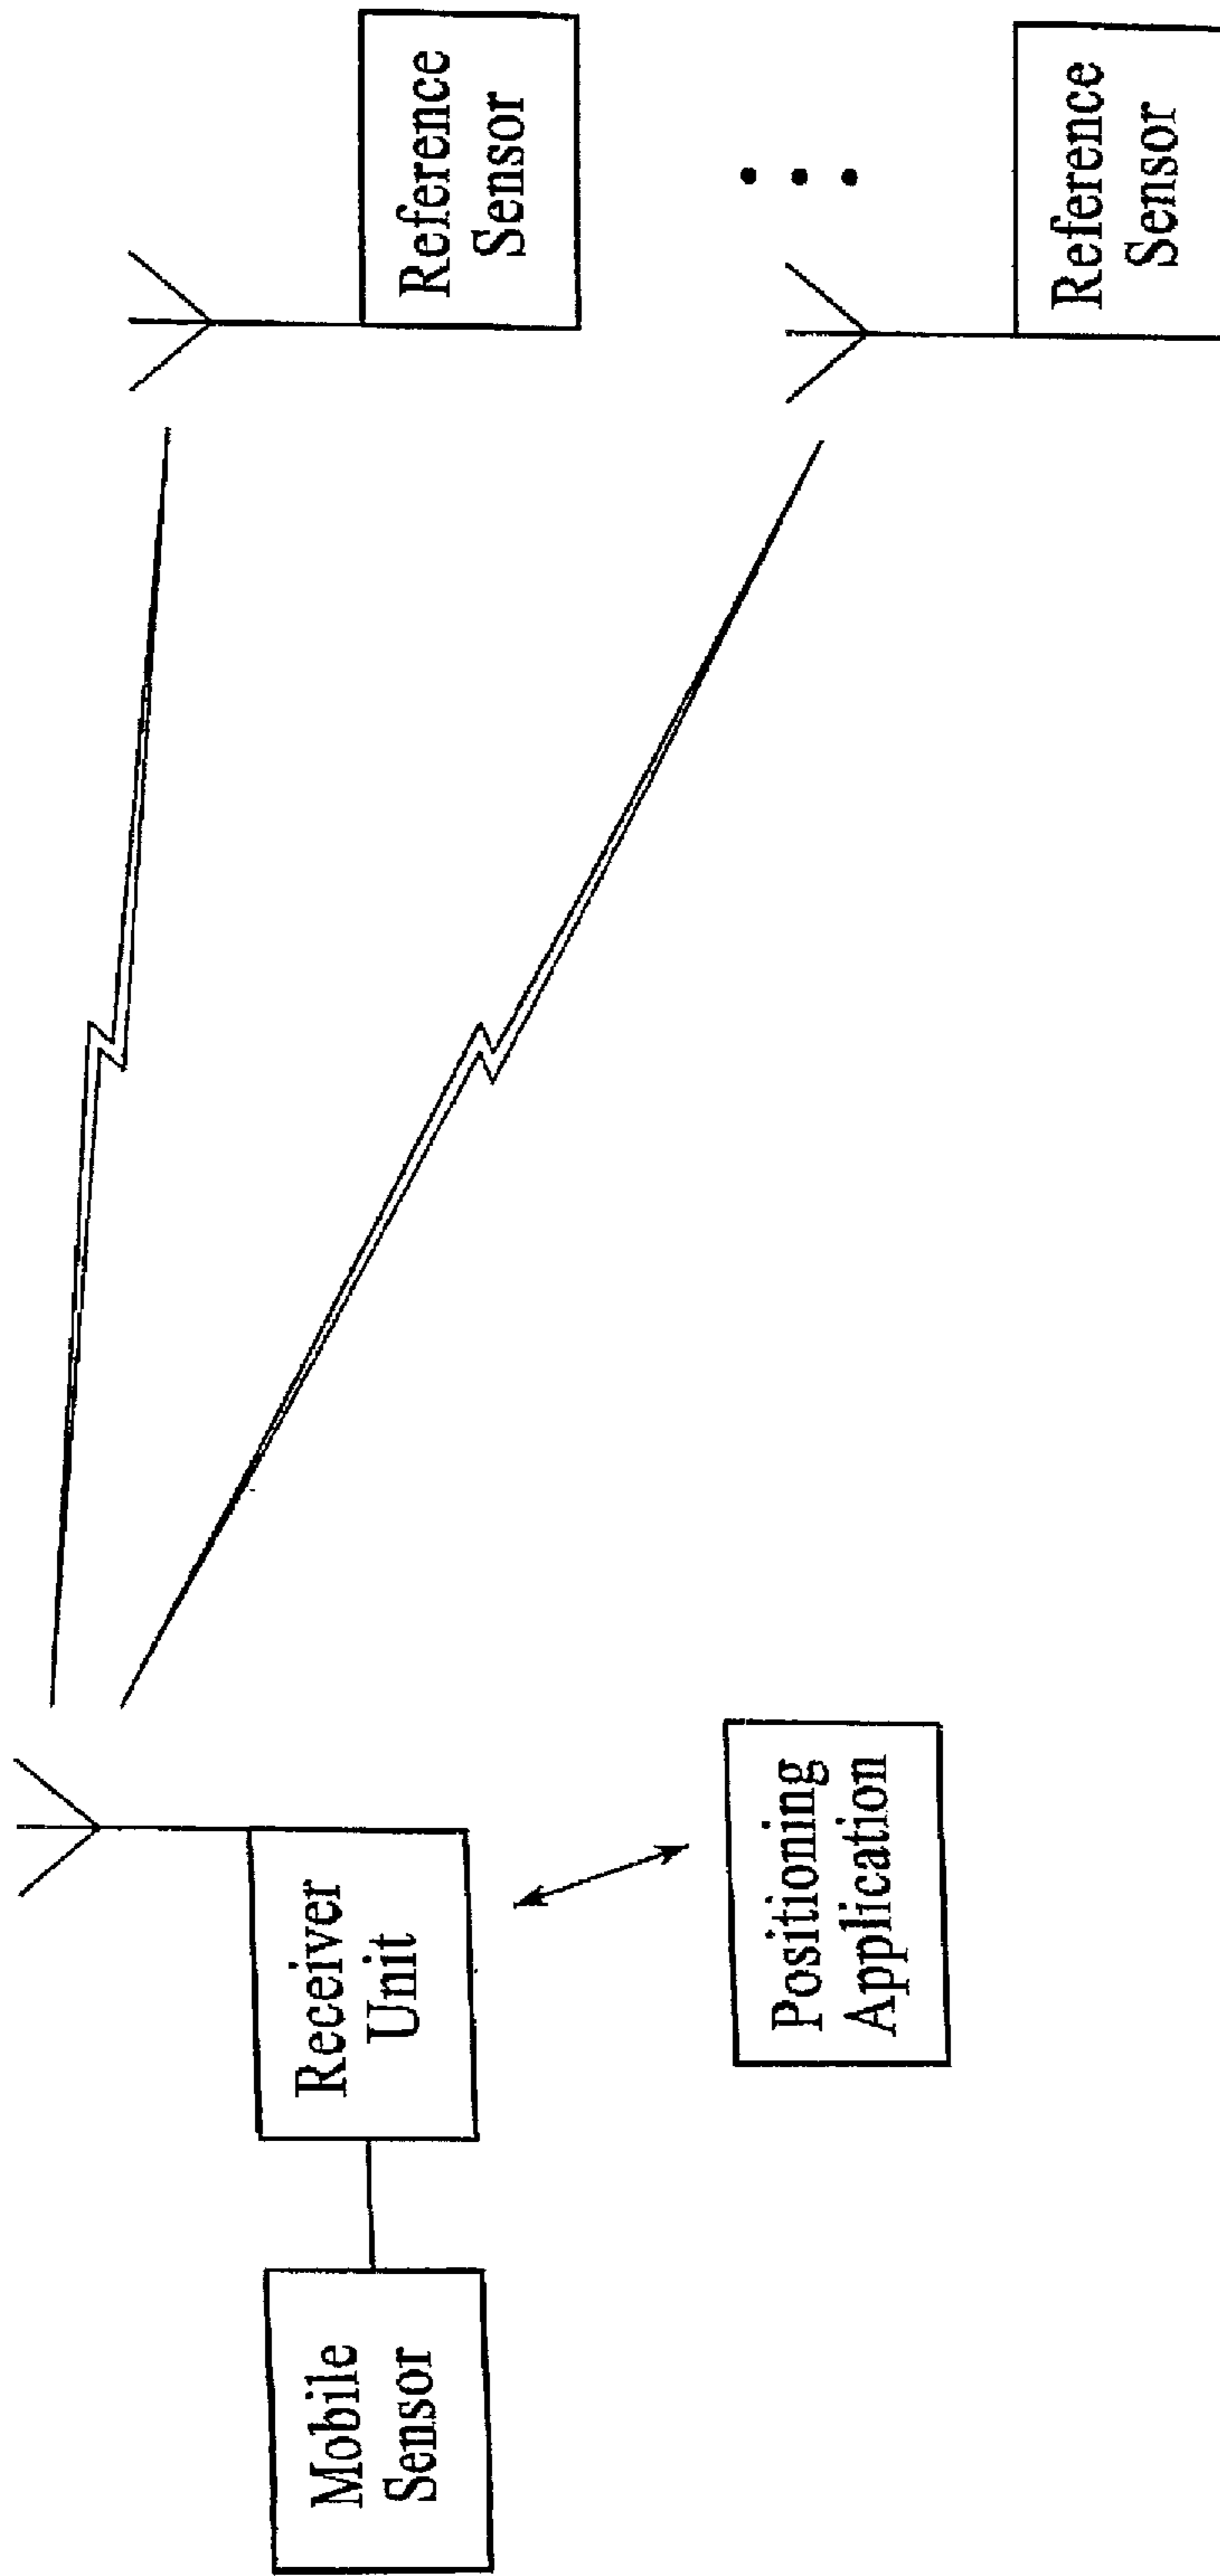 Mobile
Sensor
Receiver
Unit
Positioning
Application
Reference
Sensor
Reference
Sensor